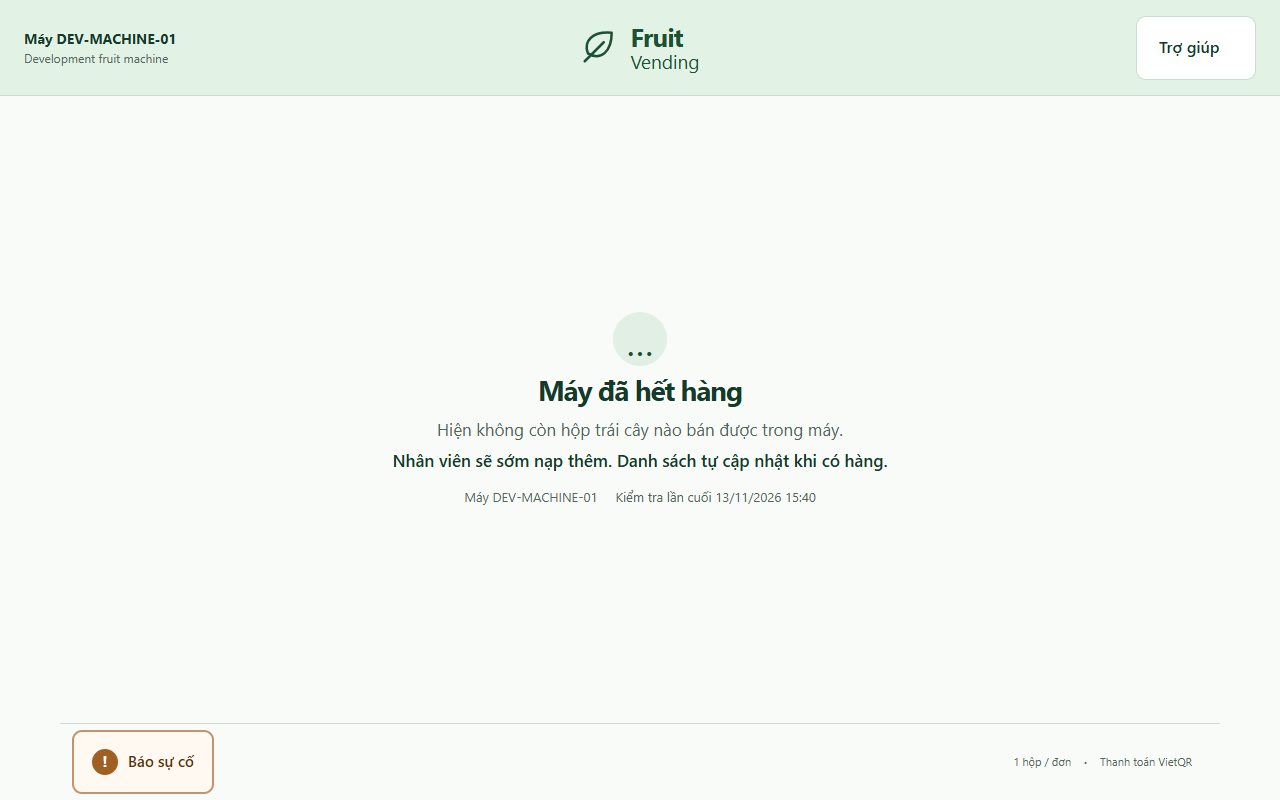 Máy DEV-MACHINE-01
Development fruit machine
Fruit
Vending
Trợ giúp
...
Máy đã hết hàng
Hiện không còn hộp trái cây nào bán được trong máy.
Nhân viên sẽ sớm nạp thêm. Danh sách tự cập nhật khi có hàng.
Máy DEV-MACHINE-01 Kiểm tra lần cuối 13/11/2026 15:40
! Báo sự cố
1 hộp / đơn • Thanh toán VietQR